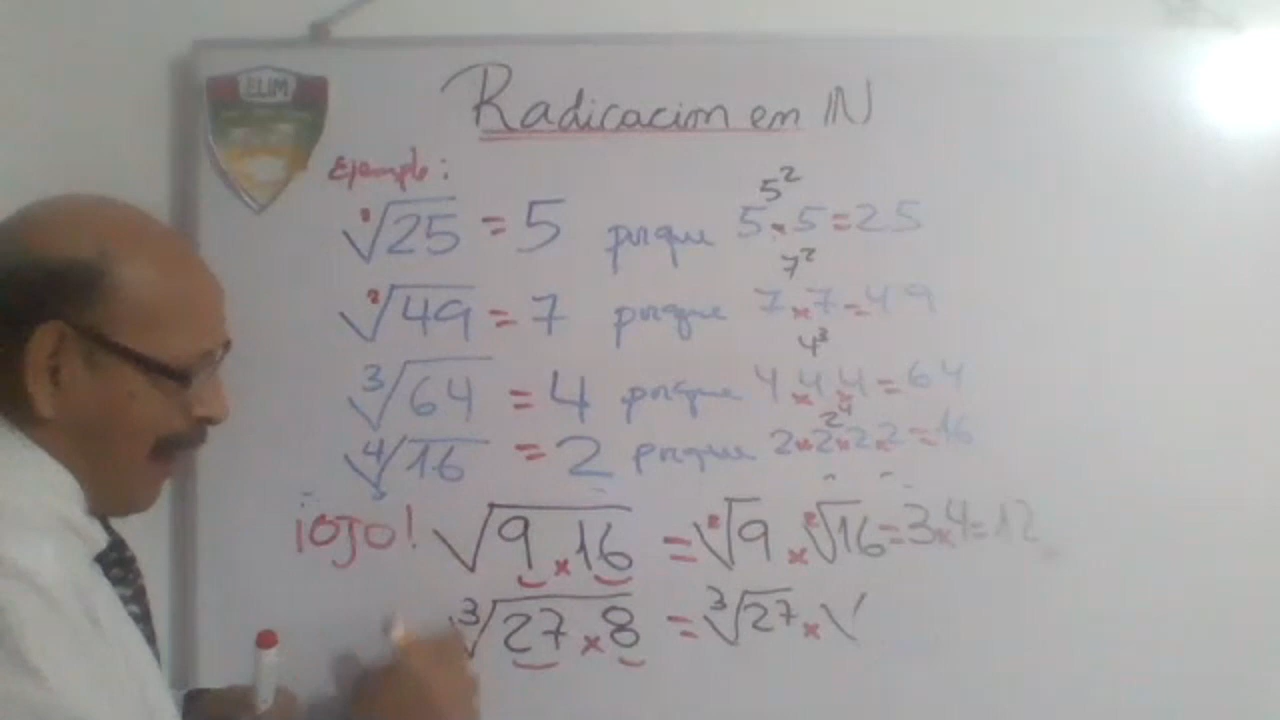 ELIM
Radicación en ℕ
Ejemplo:
²√25 = 5 porque 5×5=25
5²
²√49 = 7 porque 7×7=49
7²
³√64 = 4 porque 4×4×4=64
4³
⁴√16 = 2 porque 2×2×2×2=16
2⁴
¡OJO! √9×16 = ²√9 × ²√16=3×4=12
³√27×8 = ³√27 × √